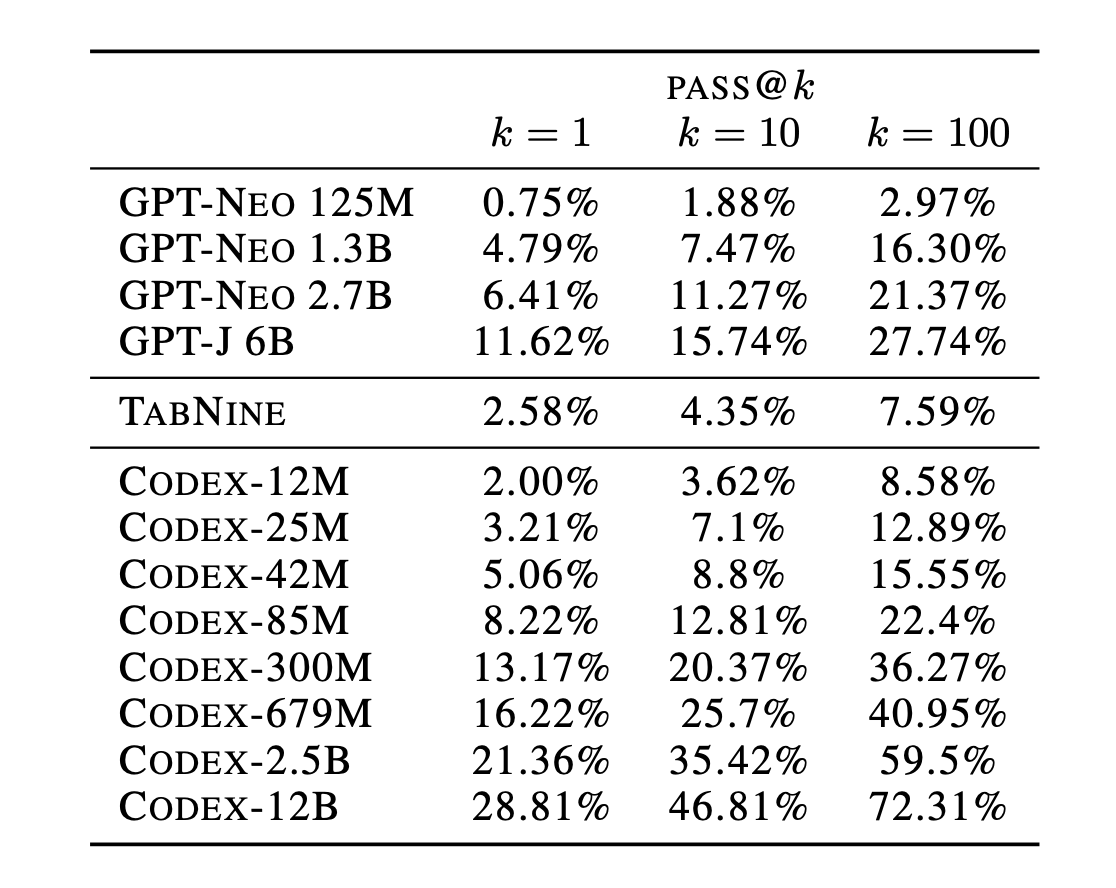 PASS@k
k = 1 k = 10 k = 100
GPT-NEO 125M 0.75% 1.88% 2.97%
GPT-NEO 1.3B 4.79% 7.47% 16.30%
GPT-NEO 2.7B 6.41% 11.27% 21.37%
GPT-J 6B 11.62% 15.74% 27.74%
TABNINE 2.58% 4.35% 7.59%
CODEX-12M 2.00% 3.62% 8.58%
CODEX-25M 3.21% 7.1% 12.89%
CODEX-42M 5.06% 8.8% 15.55%
CODEX-85M 8.22% 12.81% 22.4%
CODEX-300M 13.17% 20.37% 36.27%
CODEX-679M 16.22% 25.7% 40.95%
CODEX-2.5B 21.36% 35.42% 59.5%
CODEX-12B 28.81% 46.81% 72.31%